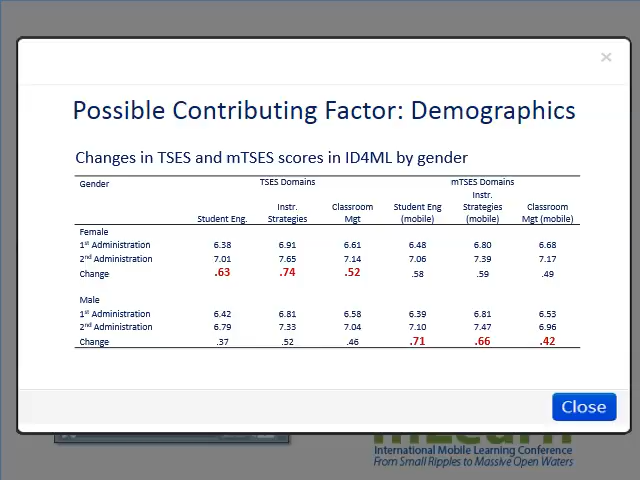 ×
Possible Contributing Factor: Demographics
Changes in TSES and mTSES scores in ID4ML by gender
Gender TSES Domains mTSES Domains
Student Eng. Instr. Strategies Classroom Mgt Student Eng (mobile) Instr. Strategies (mobile) Classroom Mgt (mobile)
Female
1st Administration 6.38 6.91 6.61 6.48 6.80 6.68
2nd Administration 7.01 7.65 7.14 7.06 7.39 7.17
Change .63 .74 .52 .58 .59 .49
Male
1st Administration 6.42 6.81 6.58 6.39 6.81 6.53
2nd Administration 6.79 7.33 7.04 7.10 7.47 6.96
Change .37 .52 .46 .71 .66 .42
Close
mLearn
International Mobile Learning Conference
From Small Ripples to Massive Open Waters